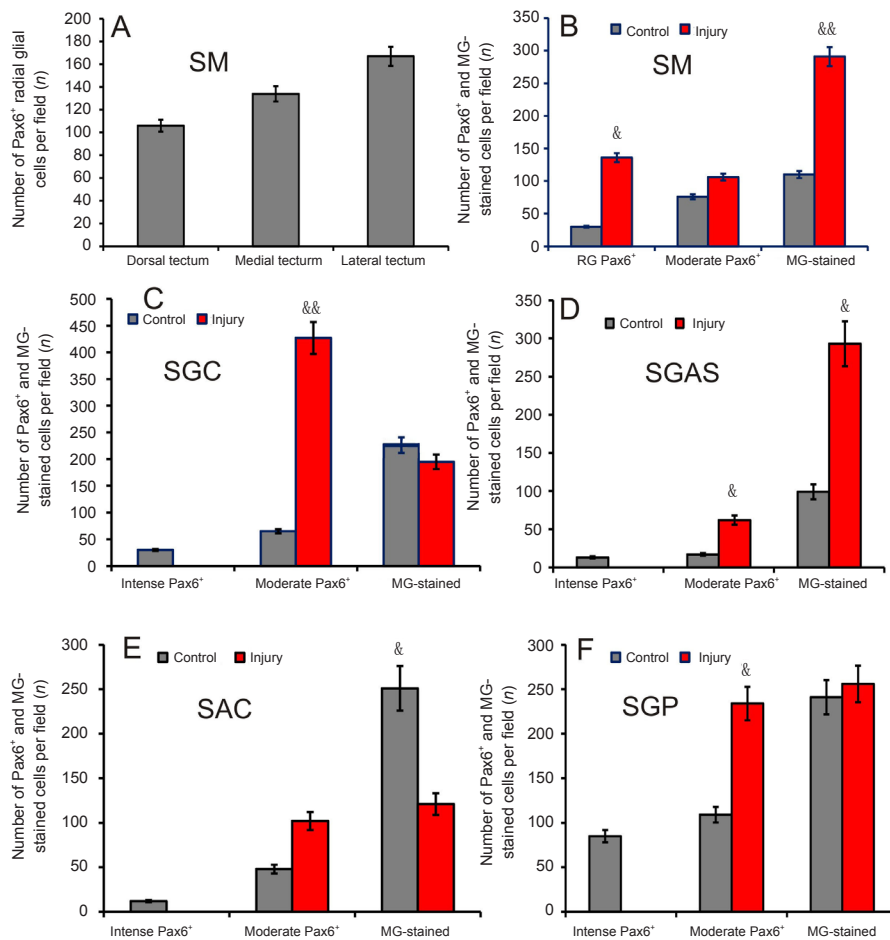 A
SM
Number of Pax6⁺ radial glial
cells per field (n)
200
180
160
140
120
100
80
60
40
20
0
Dorsal tectum
Medial tecturm
Lateral tectum
B
Control
Injury
SM
Number of Pax6⁺ and MG-
stained cells per field (n)
350
300
250
200
150
100
50
0
&
&&
RG Pax6⁺
Moderate Pax6⁺
MG-stained
C
Control
Injury
SGC
Number of Pax6⁺ and MG-
stained cells per field (n)
500
450
400
350
300
250
200
150
100
50
0
&&
Intense Pax6⁺
Moderate Pax6⁺
MG-stained
D
Control
Injury
SGAS
Number of Pax6⁺ and MG-
stained cells per field (n)
350
300
250
200
150
100
50
0
&
&
Intense Pax6⁺
Moderate Pax6⁺
MG-stained
E
Control
Injury
SAC
Number of Pax6⁺ and MG-
stained cells per field (n)
300
250
200
150
100
50
0
&
Intense Pax6⁺
Moderate Pax6⁺
MG-stained
F
Control
Injury
SGP
Number of Pax6⁺ and MG-
stained cells per field (n)
300
250
200
150
100
50
0
&
Intense Pax6⁺
Moderate Pax6⁺
MG-stained